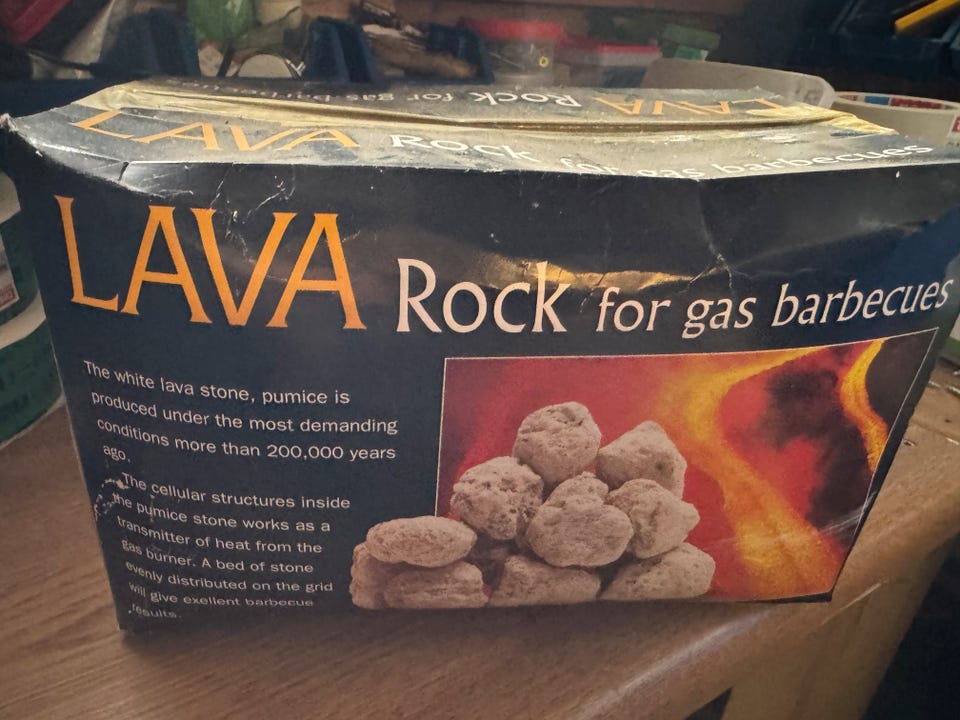 LAVA Rock for gas barbecues
LAVA Rock for gas barbecues
LAVA Rock for gas barbecues
The white lava stone, pumice is
produced under the most demanding
conditions more than 200,000 years
ago.
The cellular structures inside
the pumice stone works as a
transmitter of heat from the
gas burner. A bed of stone
evenly distributed on the grid
will give exellent barbecue
results.